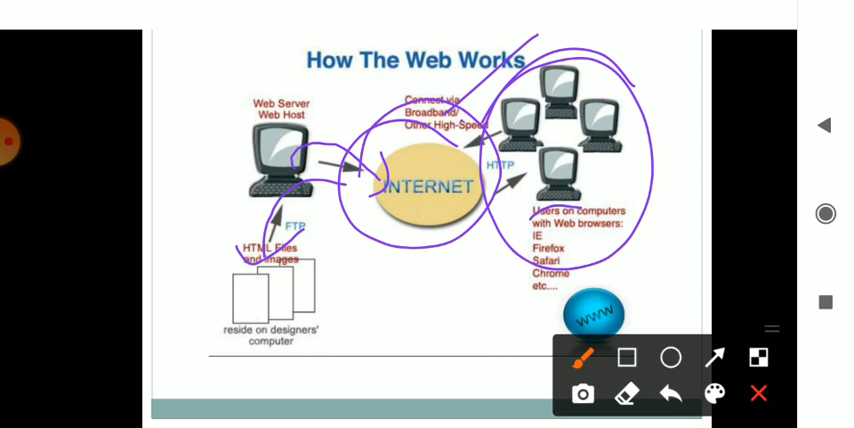 How The Web Works
Web Server
Web Host
Connect via
Broadband/
Other High-Speed
INTERNET
HTTP
FTP
HTML Files
and Images
reside on designers'
computer
Users on computers
with Web browsers:
IE
Firefox
Safari
Chrome
etc....
WWW